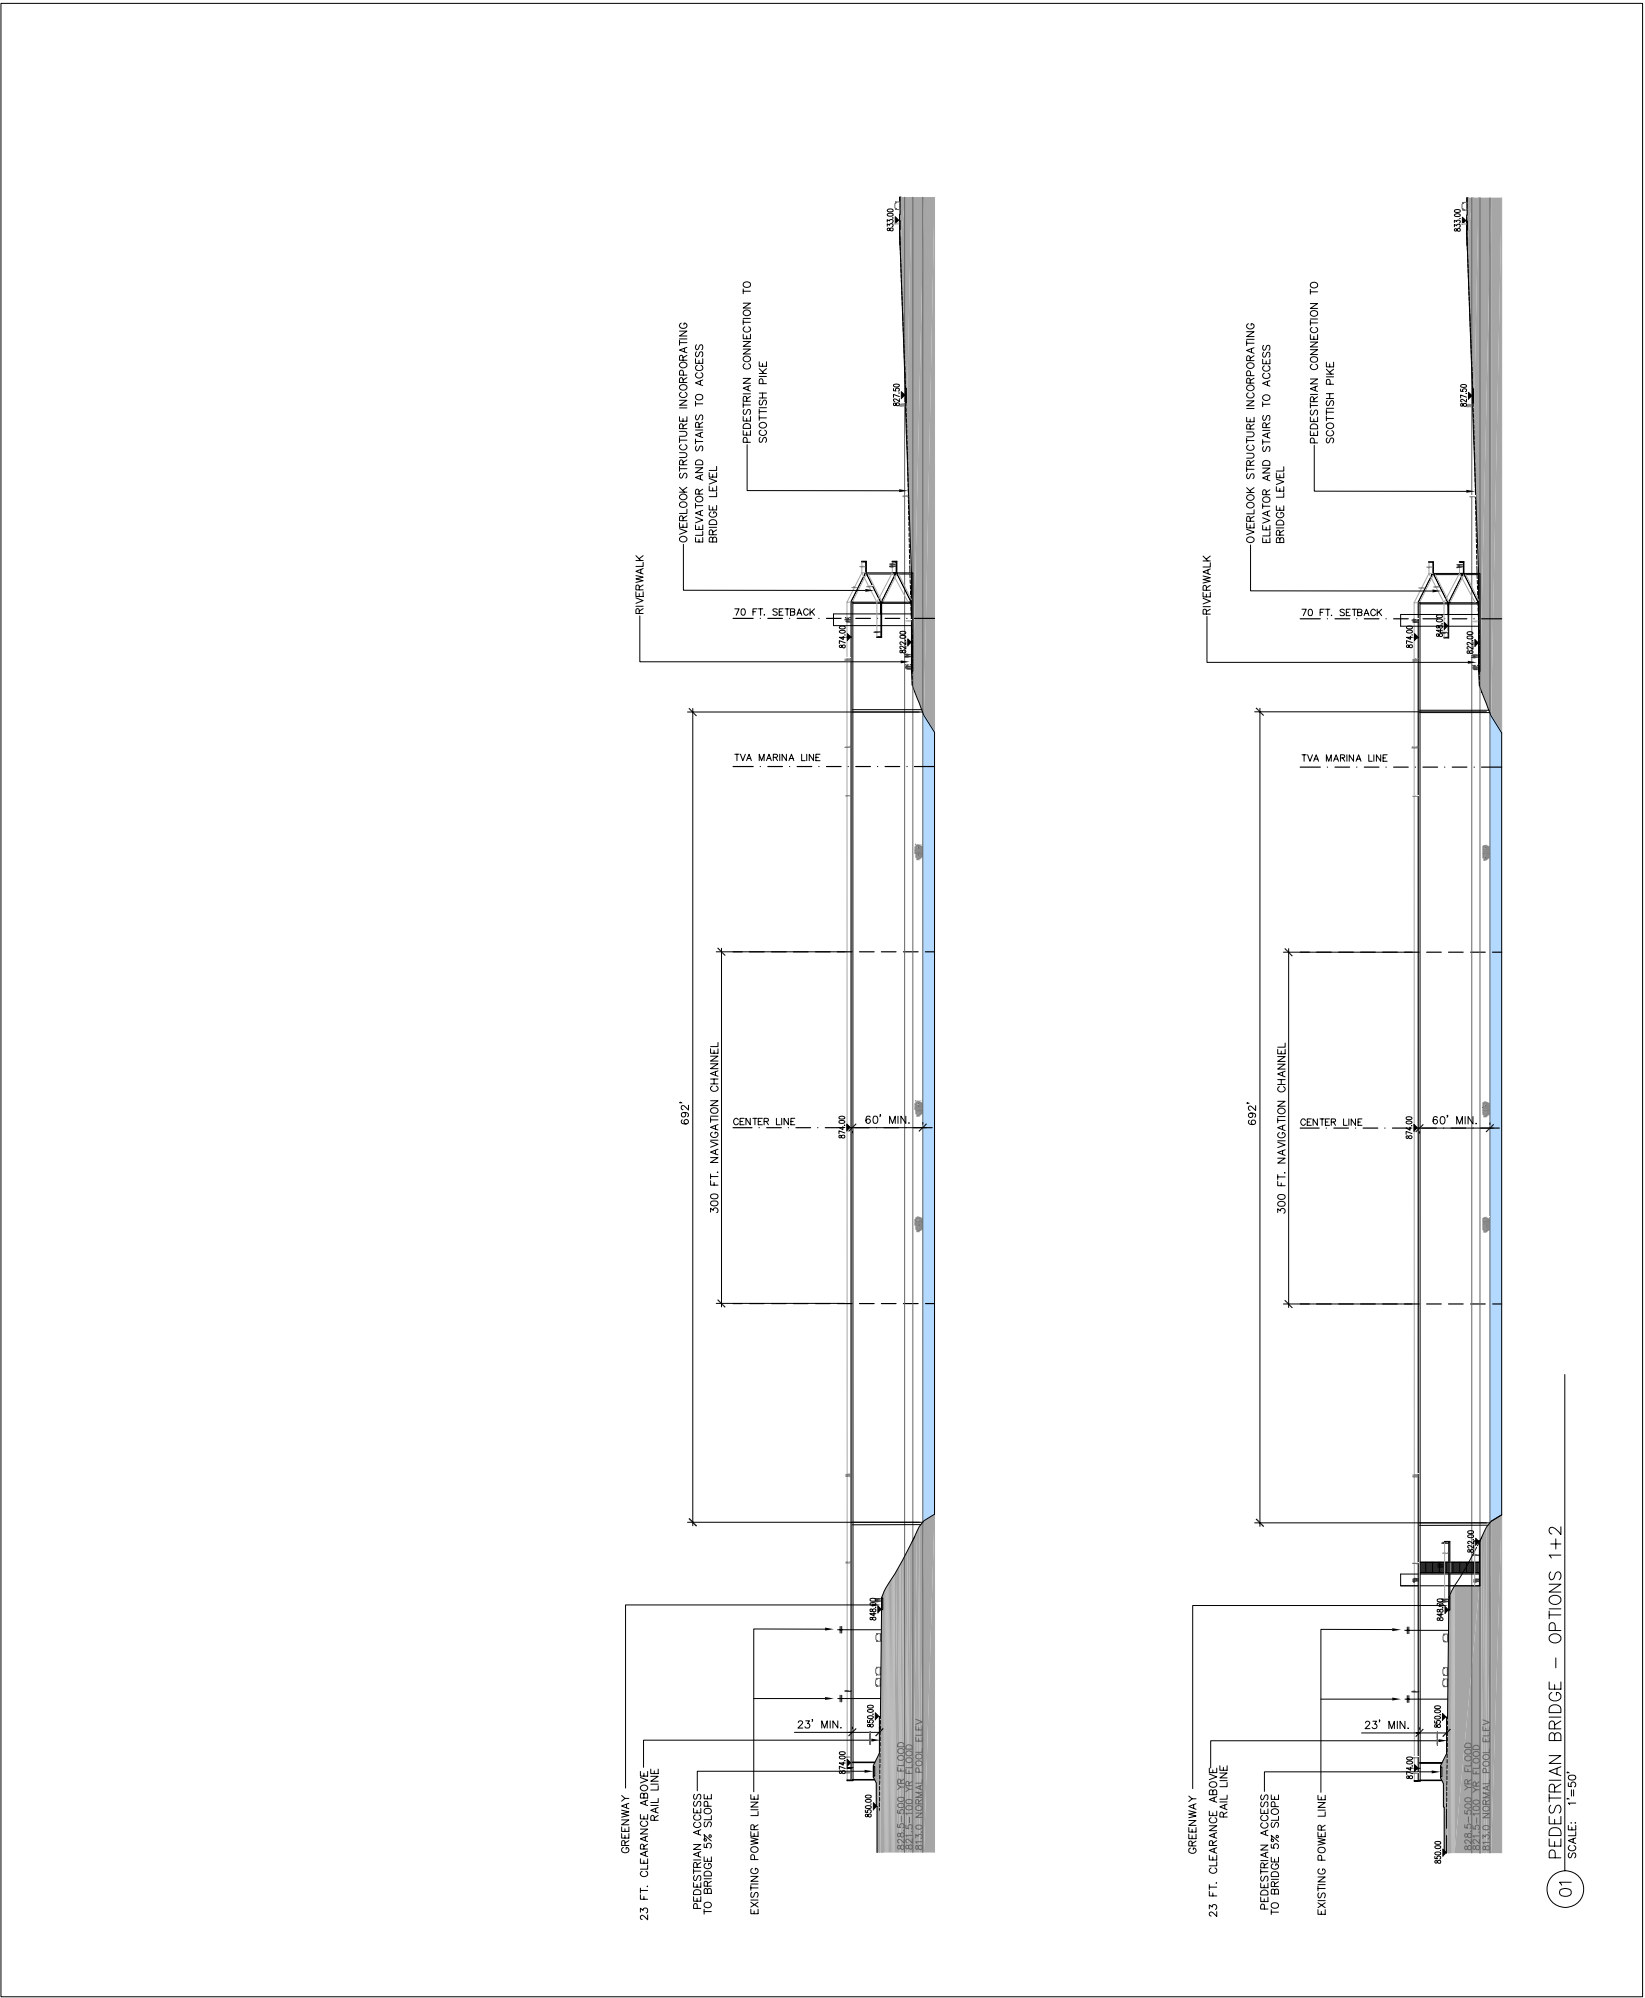 GREENWAY
23 FT. CLEARANCE ABOVE
RAIL LINE
PEDESTRIAN ACCESS
TO BRIDGE 5% SLOPE
EXISTING POWER LINE
692'
300 FT. NAVIGATION CHANNEL
CENTER LINE
TVA MARINA LINE
RIVERWALK
70 FT. SETBACK
OVERLOOK STRUCTURE INCORPORATING
ELEVATOR AND STAIRS TO ACCESS
BRIDGE LEVEL
PEDESTRIAN CONNECTION TO
SCOTTISH PIKE
23' MIN.
60' MIN.
850.00
874.00
850.00
848.00
874.00
874.00
822.00
827.50
833.00
828.5-500 YR FLOOD
821.5-100 YR FLOOD
813.0 NORMAL POOL ELEV
GREENWAY
23 FT. CLEARANCE ABOVE
RAIL LINE
PEDESTRIAN ACCESS
TO BRIDGE 5% SLOPE
EXISTING POWER LINE
692'
300 FT. NAVIGATION CHANNEL
CENTER LINE
TVA MARINA LINE
RIVERWALK
70 FT. SETBACK
OVERLOOK STRUCTURE INCORPORATING
ELEVATOR AND STAIRS TO ACCESS
BRIDGE LEVEL
PEDESTRIAN CONNECTION TO
SCOTTISH PIKE
23' MIN.
60' MIN.
850.00
874.00
850.00
848.00
822.00
874.00
874.00
848.00
822.00
827.50
833.00
828.5-500 YR FLOOD
821.5-100 YR FLOOD
813.0 NORMAL POOL ELEV
01 PEDESTRIAN BRIDGE – OPTIONS 1+2
SCALE: 1"=50'